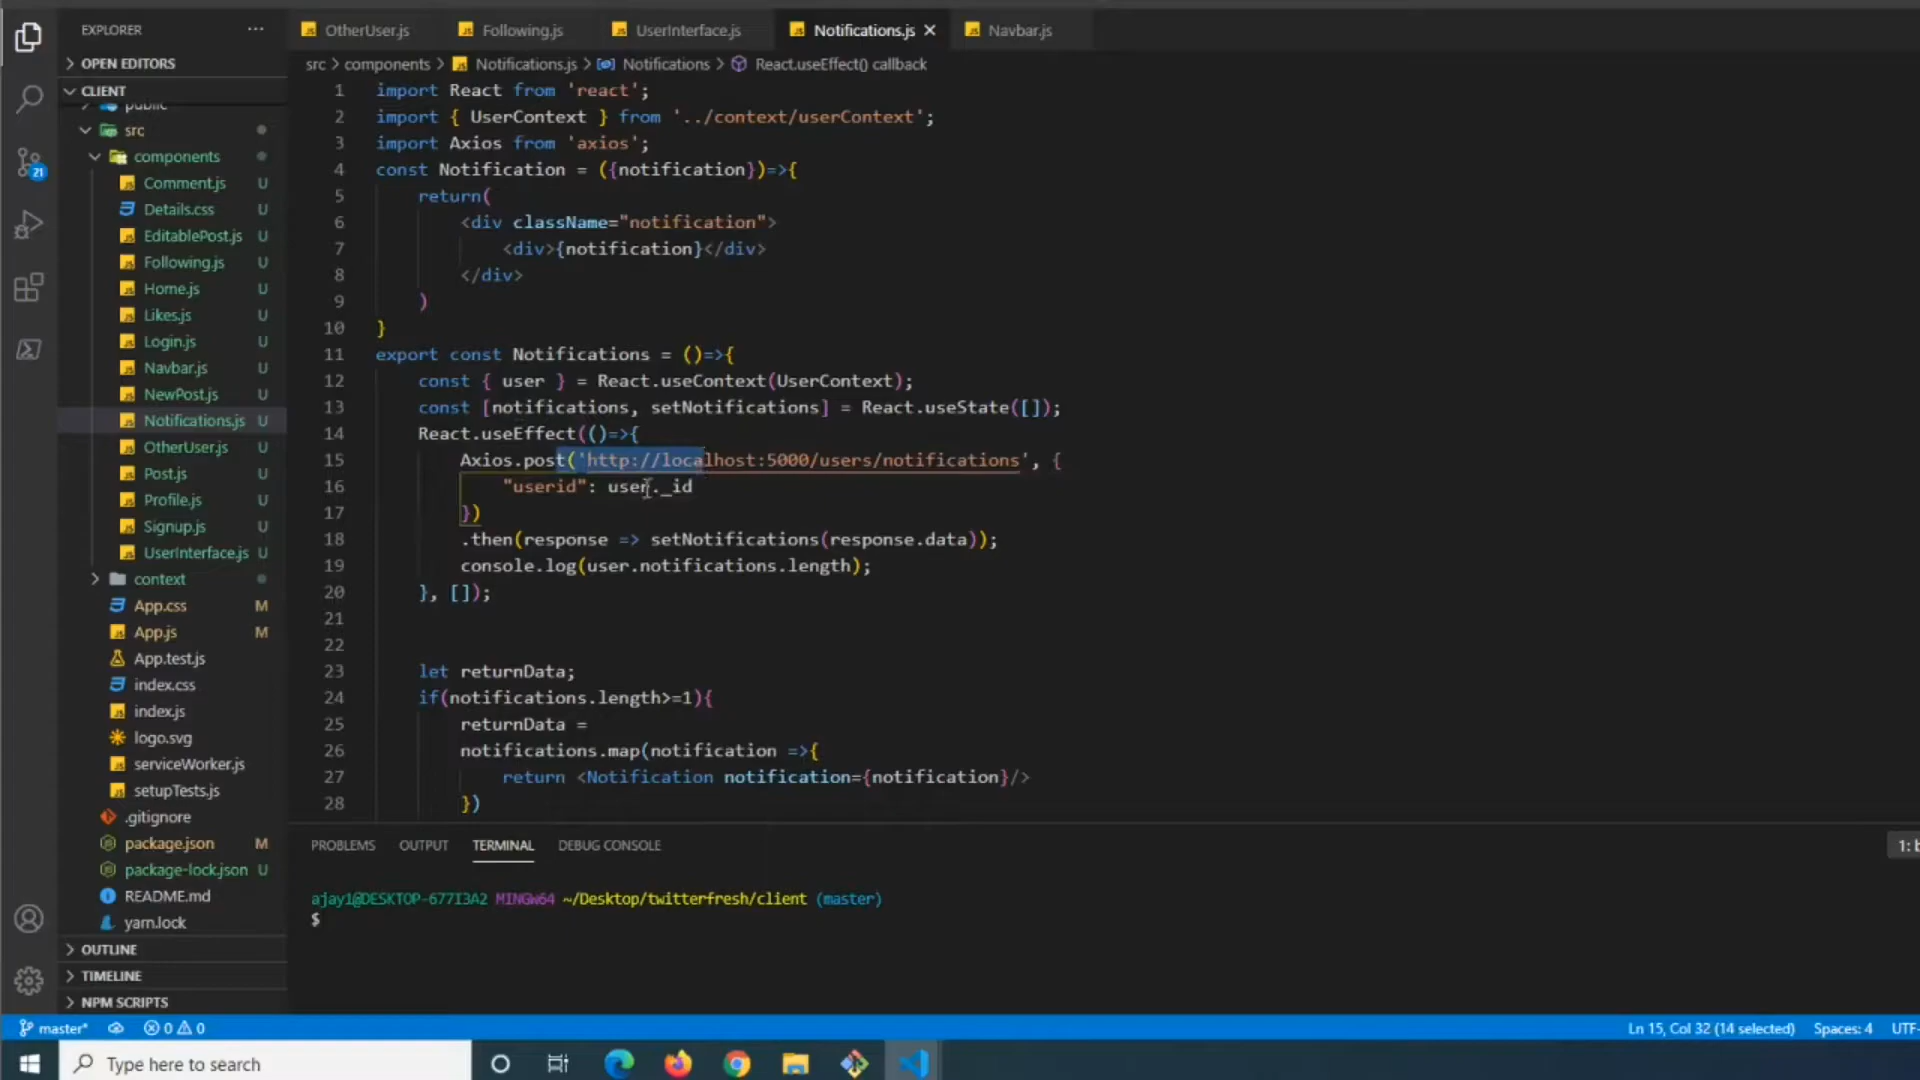 EXPLORER
OtherUser.js
Following.js
UserInterface.js
Notifications.js
Navbar.js
OPEN EDITORS
src > components > Notifications.js > Notifications > React.useEffect() callback
CLIENT
public
src
components
Comment.js U
Details.css U
EditablePost.js U
Following.js U
Home.js U
Likes.js U
Login.js U
Navbar.js U
NewPost.js U
Notifications.js U
OtherUser.js U
Post.js U
Profile.js U
Signup.js U
UserInterface.js U
context
App.css M
App.js M
App.test.js
index.css
index.js
logo.svg
serviceWorker.js
setupTests.js
.gitignore
package.json M
package-lock.json U
README.md
yarn.lock
OUTLINE
TIMELINE
NPM SCRIPTS
21
1 import React from 'react';
2 import { UserContext } from '../context/userContext';
3 import Axios from 'axios';
4 const Notification = ({notification})=>{
5 return(
6 <div className="notification">
7 <div>{notification}</div>
8 </div>
9 )
10 }
11 export const Notifications = ()=>{
12 const { user } = React.useContext(UserContext);
13 const [notifications, setNotifications] = React.useState([]);
14 React.useEffect(()=>{
15 Axios.post('http://localhost:5000/users/notifications', {
16 "userid": user._id
17 })
18 .then(response => setNotifications(response.data));
19 console.log(user.notifications.length);
20 }, []);
21
22
23 let returnData;
24 if(notifications.length>=1){
25 returnData =
26 notifications.map(notification =>{
27 return <Notification notification={notification}/>
28 })
PROBLEMS OUTPUT TERMINAL DEBUG CONSOLE
1: b
ajay1@DESKTOP-677I3A2 MINGW64 ~/Desktop/twitterfresh/client (master)
$
master* 0 0
Ln 15, Col 32 (14 selected) Spaces: 4 UTF-
Type here to search